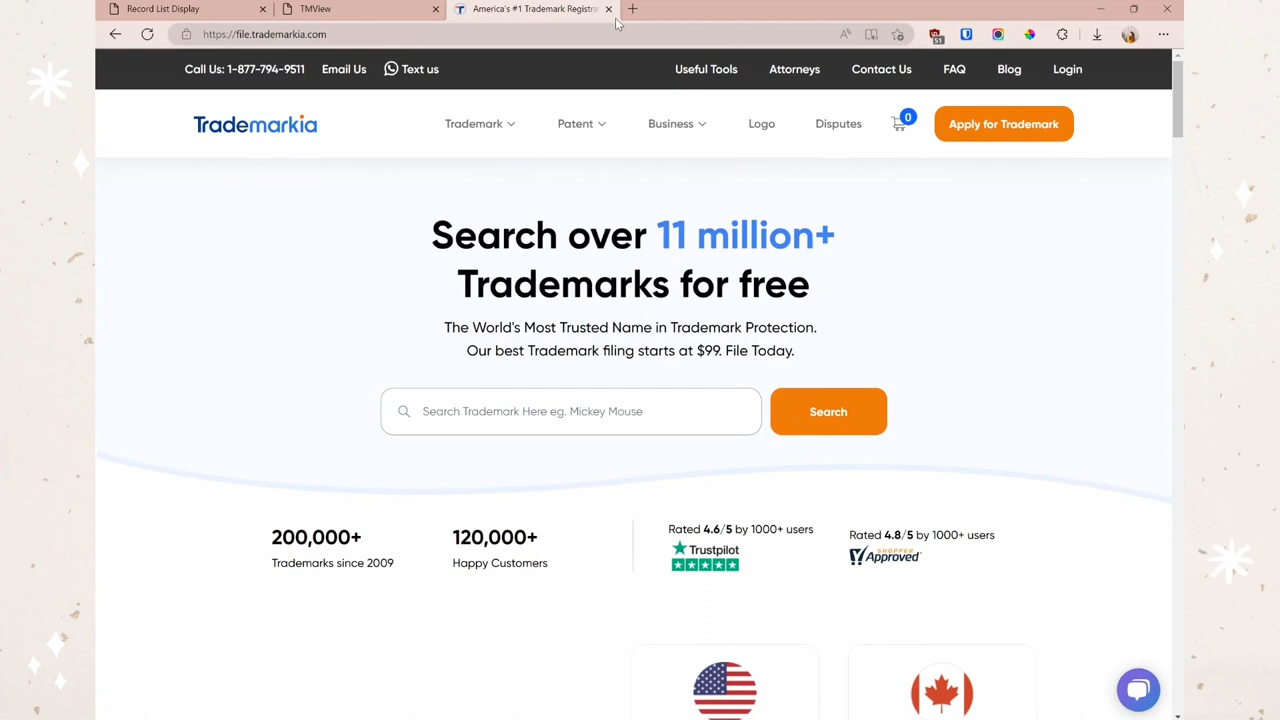 Record List Display
TMView
America's #1 Trademark Registra
https://file.trademarkia.com
51
Call Us: 1-877-794-9511
Email Us
Text us
Useful Tools
Attorneys
Contact Us
FAQ
Blog
Login
Trademarkia
Trademark
Patent
Business
Logo
Disputes
0
Apply for Trademark
Search over 11 million+
Trademarks for free
The World's Most Trusted Name in Trademark Protection.
Our best Trademark filing starts at $99. File Today.
Search Trademark Here eg. Mickey Mouse
Search
200,000+
Trademarks since 2009
120,000+
Happy Customers
Rated 4.6/5 by 1000+ users
Trustpilot
Rated 4.8/5 by 1000+ users
SHOPPER
Approved